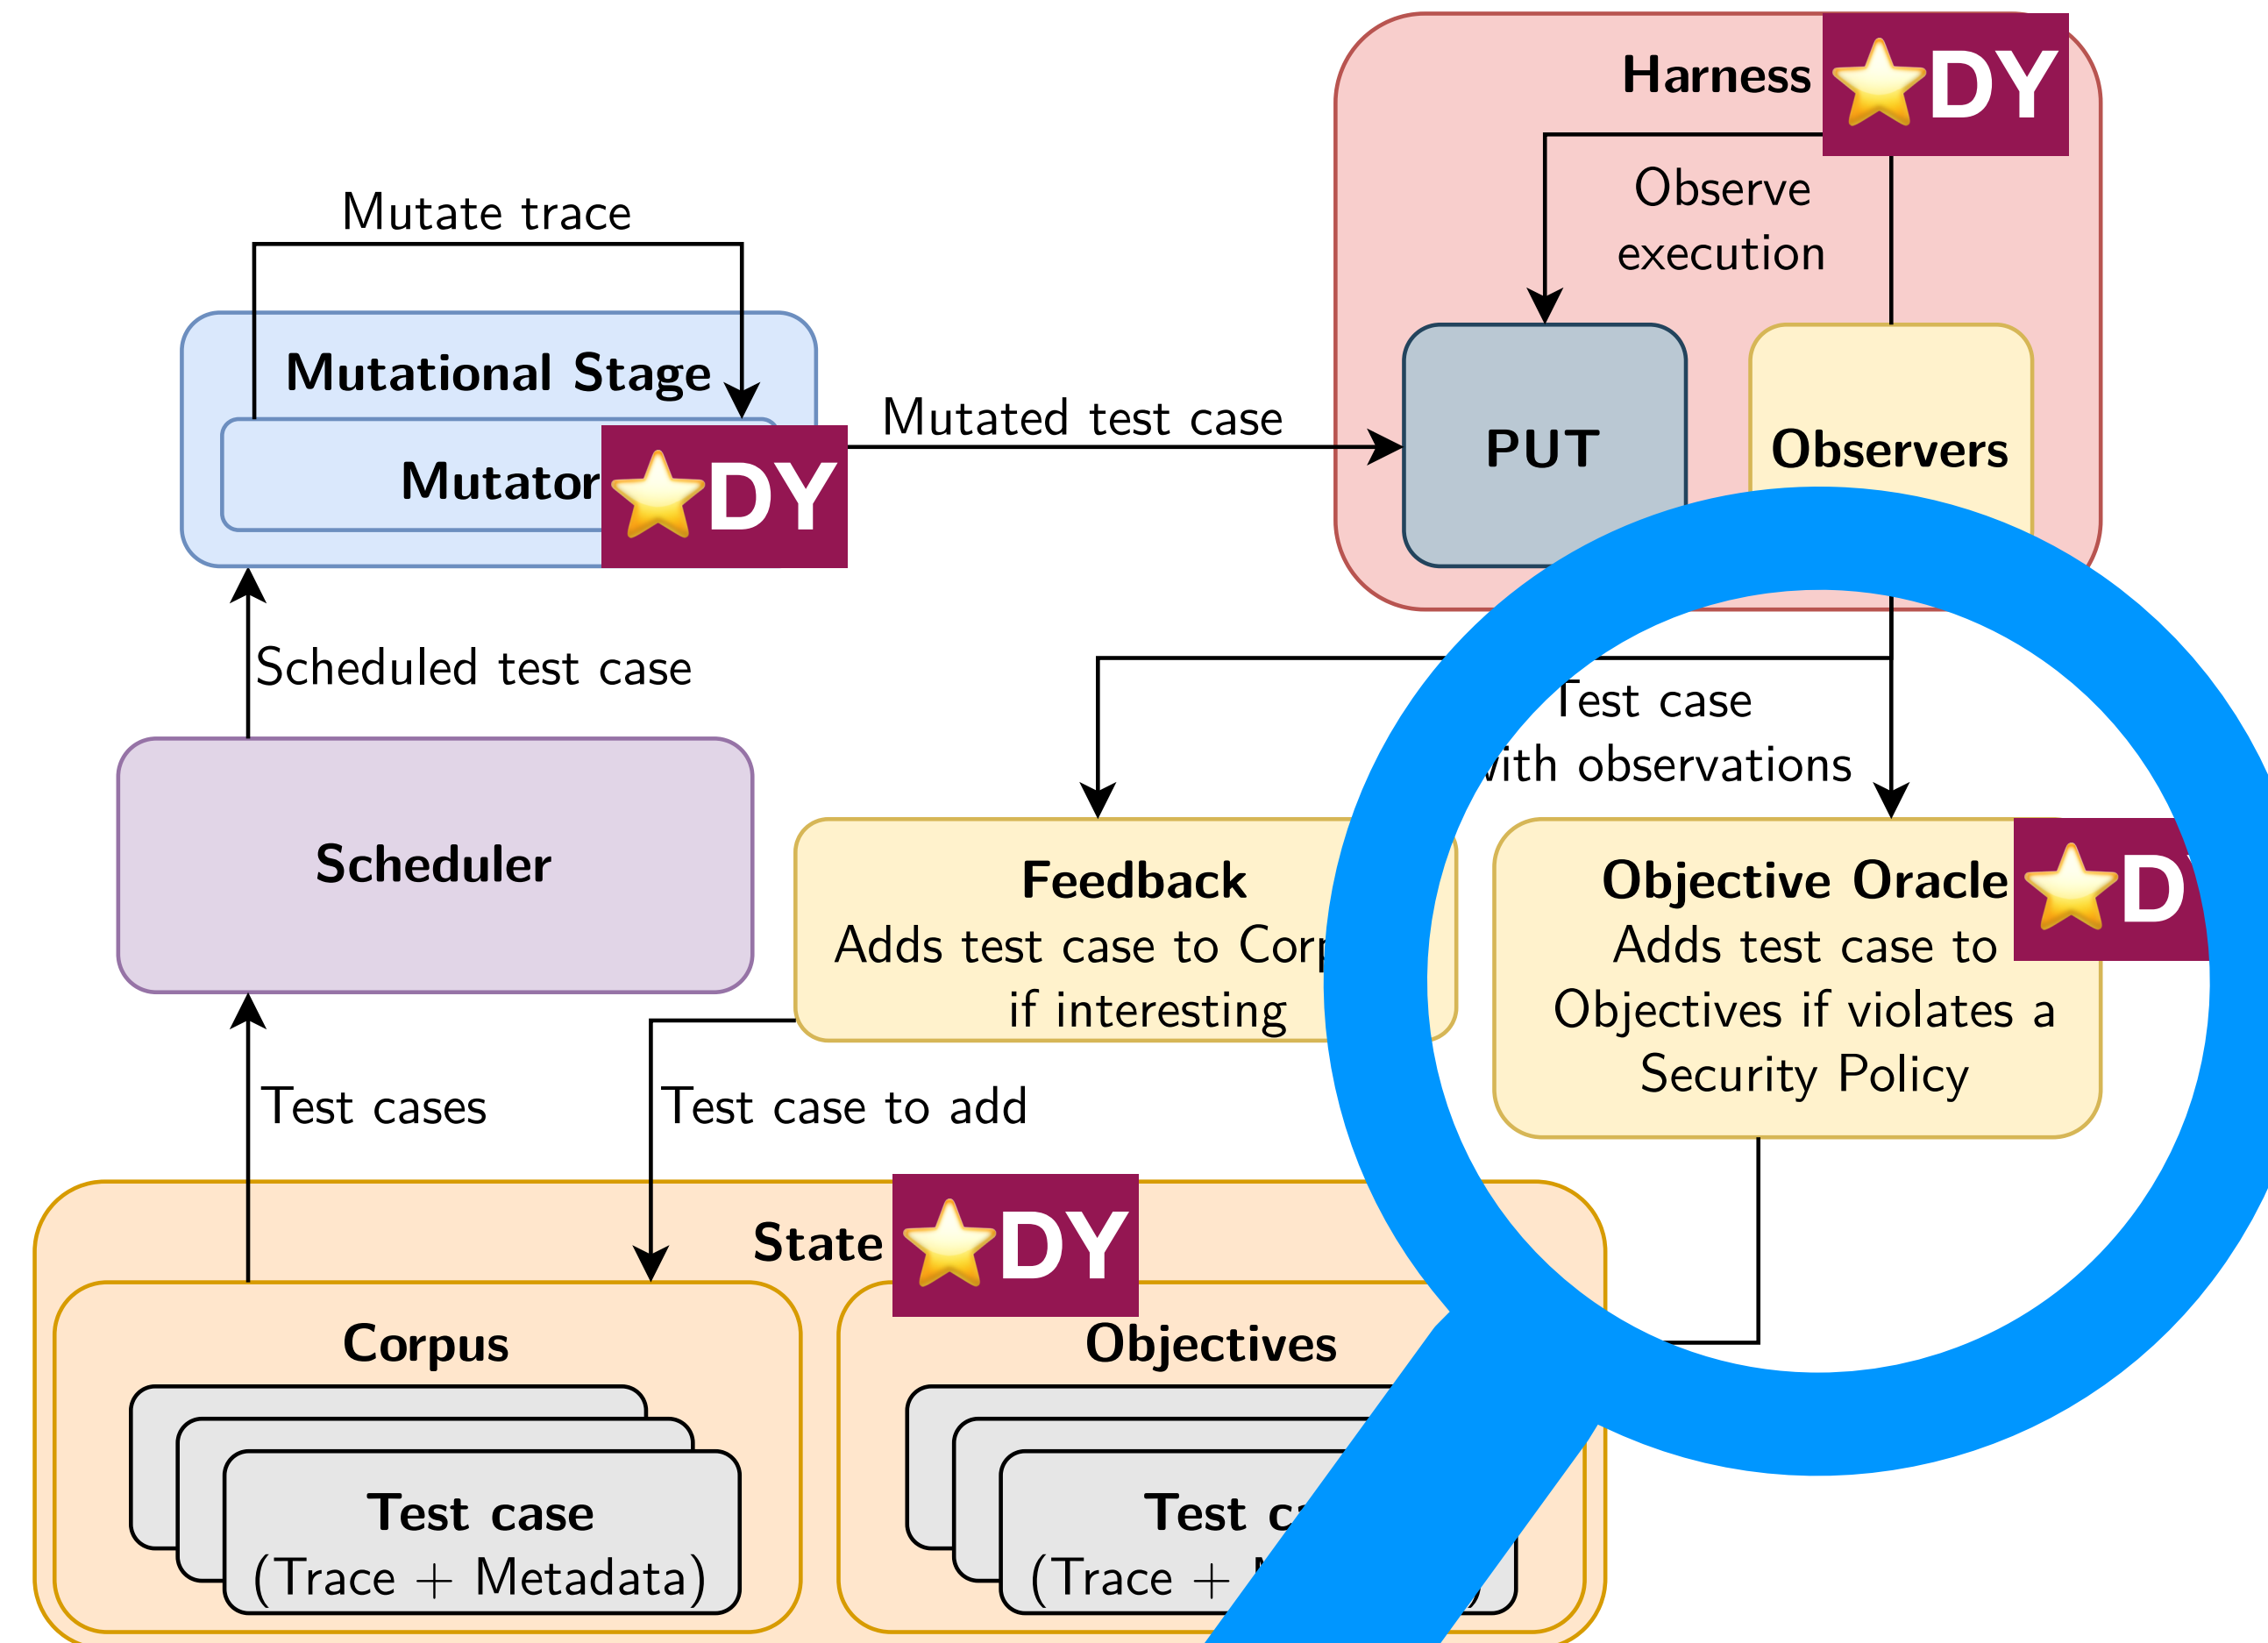 Harness
DY
Observe
execution
Mutate trace
Mutational Stage
Mutator
DY
Mutated test case
PUT
Observers
Scheduled test case
Test case
with observations
Scheduler
Feedback
Adds test case to
if interesting
Objective Oracle
Adds test case to
Objectives if violates a
Security Policy
Test cases
Test case to add
State
DY
Corpus
Objectives
Test case
(Trace + Metadata)
Test
(Trace +